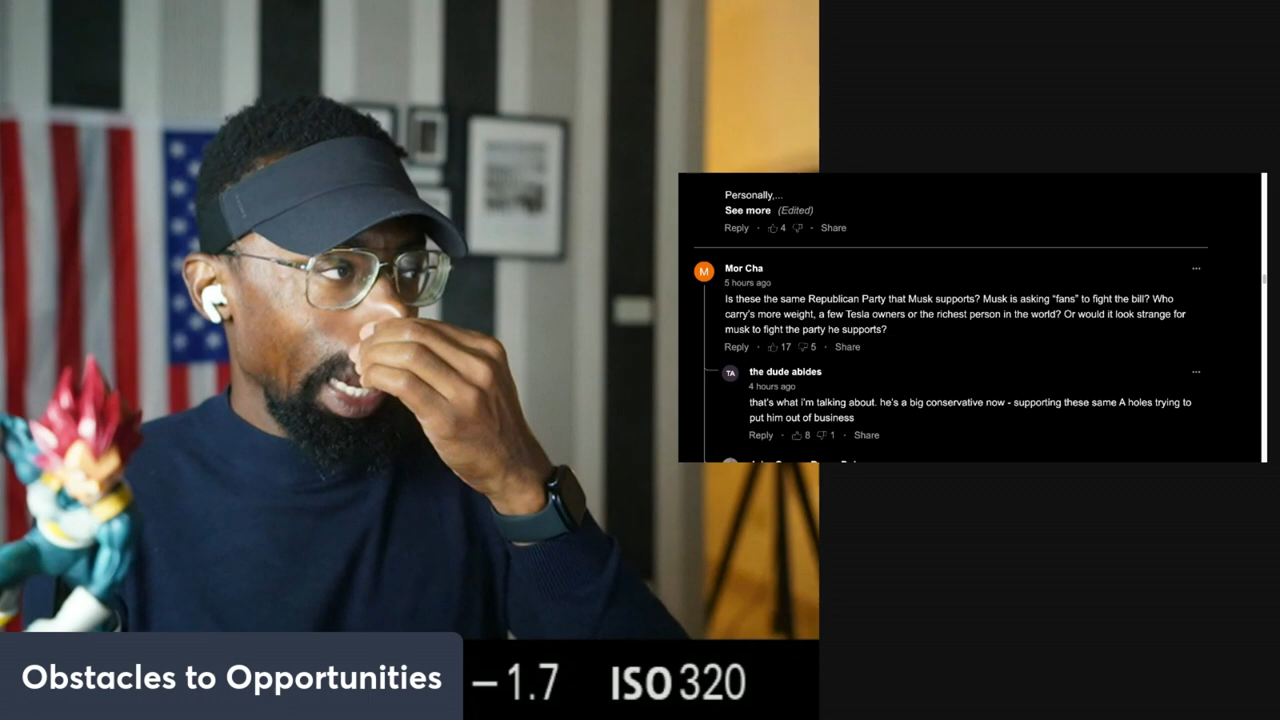 Personally,...
See more (Edited)
Reply · 4 · Share
M
Mor Cha
5 hours ago
Is these the same Republican Party that Musk supports? Musk is asking "fans" to fight the bill? Who
carry's more weight, a few Tesla owners or the richest person in the world? Or would it look strange for
musk to fight the party he supports?
Reply · 17 5 · Share
TA
the dude abides
4 hours ago
that's what i'm talking about. he's a big conservative now - supporting these same A holes trying to
put him out of business
Reply · 8 1 · Share
Obstacles to Opportunities
−1.7 ISO 320